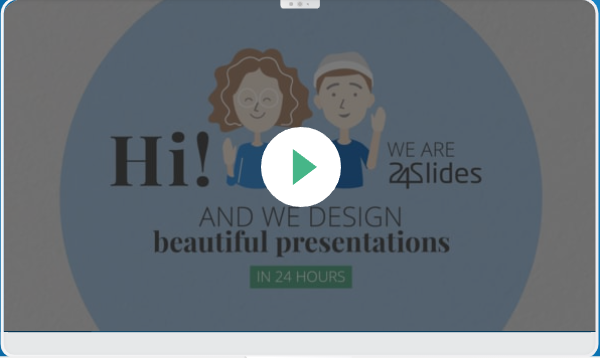 Hi!
WE ARE
24Slides
AND WE DESIGN
beautiful presentations
IN 24 HOURS